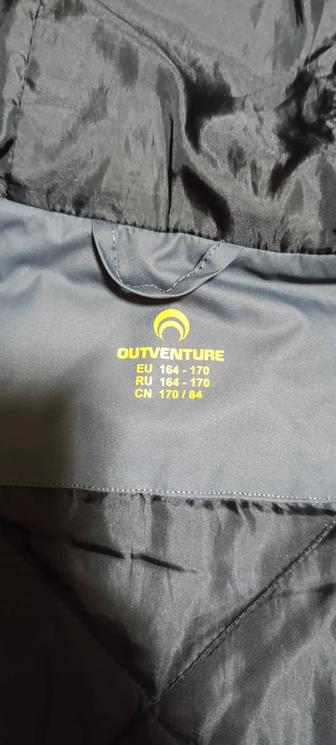 OUTVENTURE
EU 164 - 170
RU 164 - 170
CN 170 / 84